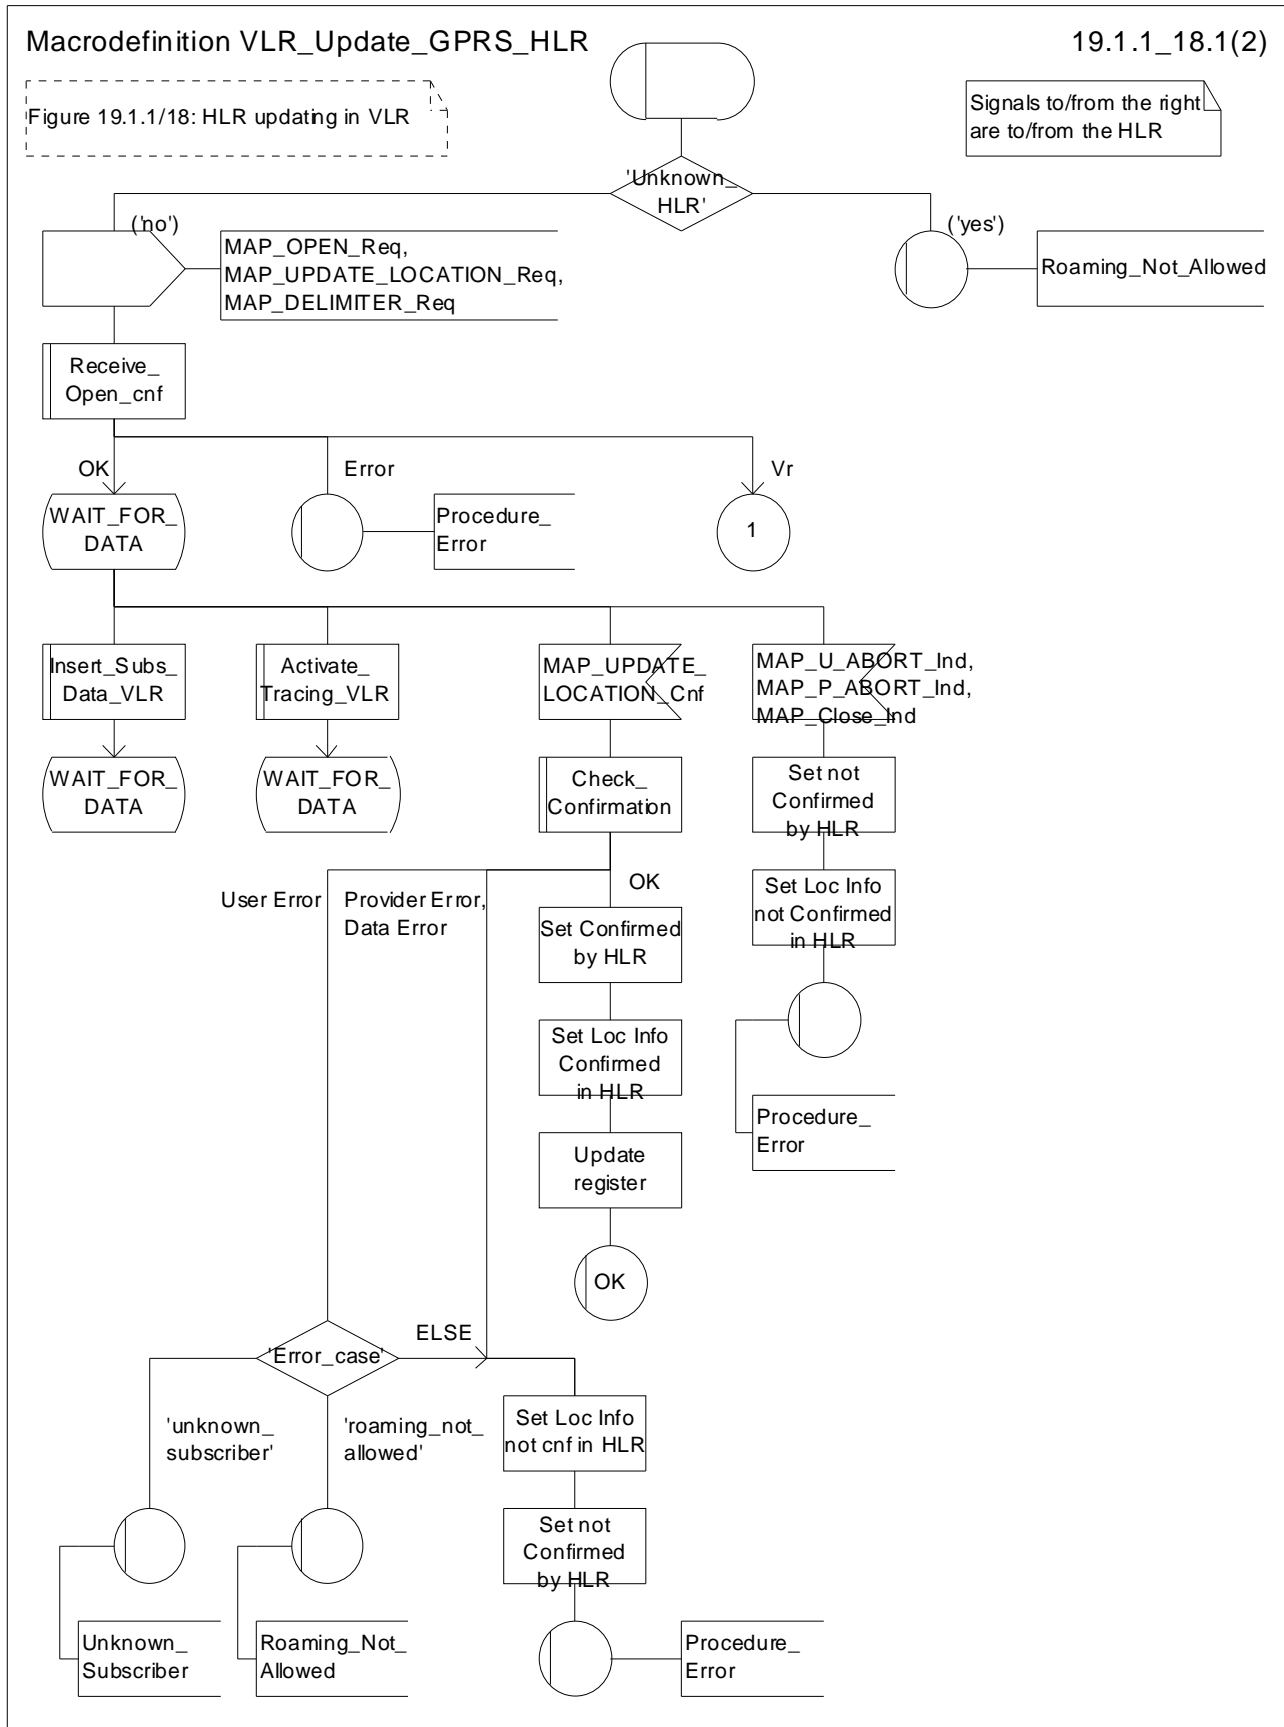 Macrodefinition VLR_Update_GPRS_HLR
19.1.1_18.1(2)
Figure 19.1.1/18: HLR updating in VLR
Signals to/from the right
are to/from the HLR
'Unknown_
HLR'
('no')
('yes')
MAP_OPEN_Req,
MAP_UPDATE_LOCATION_Req,
MAP_DELIMITER_Req
Roaming_Not_Allowed
Receive_
Open_cnf
OK
Error
Vr
WAIT_FOR_
DATA
Procedure_
Error
1
Insert_Subs_
Data_VLR
Activate_
Tracing_VLR
MAP_UPDATE_
LOCATION_Cnf
MAP_U_ABORT_Ind,
MAP_P_ABORT_Ind,
MAP_Close_Ind
WAIT_FOR_
DATA
WAIT_FOR_
DATA
Check_
Confirmation
Set not
Confirmed
by HLR
User Error
Provider Error,
Data Error
OK
Set Confirmed
by HLR
Set Loc Info
not Confirmed
in HLR
Set Loc Info
Confirmed
in HLR
Procedure_
Error
Update
register
OK
'Error_case'
ELSE
'unknown_
subscriber'
'roaming_not_
allowed'
Set Loc Info
not cnf in HLR
Set not
Confirmed
by HLR
Unknown_
Subscriber
Roaming_Not_
Allowed
Procedure_
Error